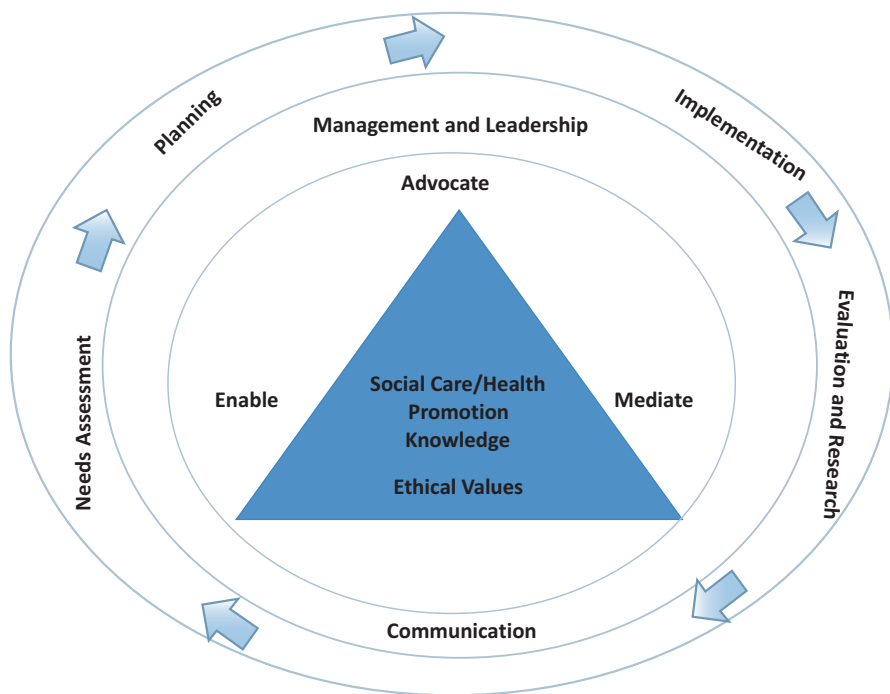 Planning
Implementation
Management and Leadership
Advocate
Enable
Social Care/Health
Promotion
Knowledge
Ethical Values
Mediate
Needs Assessment
Evaluation and Research
Communication